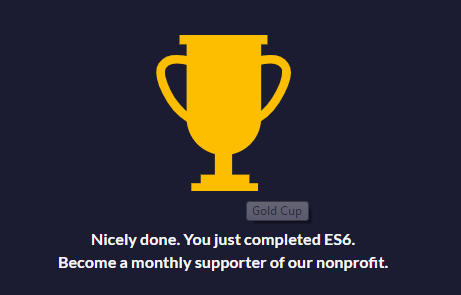 Gold Cup
Nicely done. You just completed ES6.
Become a monthly supporter of our nonprofit.